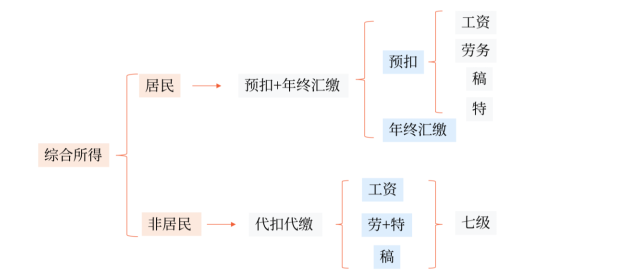 综合所得
居民
预扣+年终汇缴
预扣
工资
劳务
稿
特
年终汇缴
非居民
代扣代缴
工资
劳+特
稿
七级